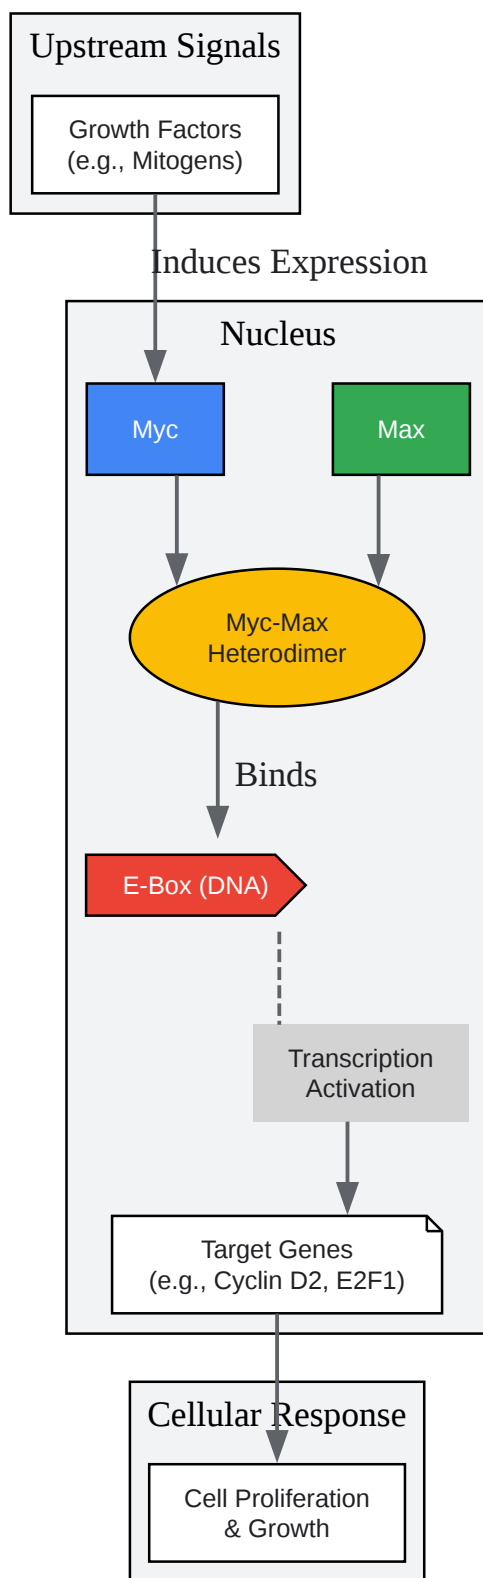 Upstream Signals
Growth Factors
(e.g., Mitogens)
Induces Expression
Nucleus
Myc
Max
Myc-Max
Heterodimer
Binds
E-Box (DNA)
Transcription
Activation
Target Genes
(e.g., Cyclin D2, E2F1)
Cellular Response
Cell Proliferation
& Growth